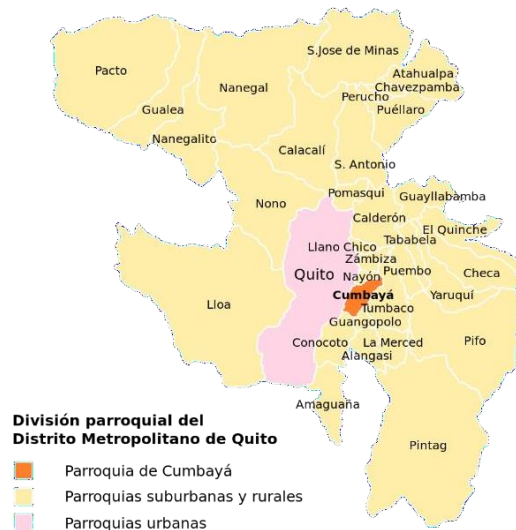 S.Jose de Minas
Pacto
Atahualpa
Nanegal
Chavezpamba
Perucho
Gualea
Puéllaro
Nanegalito
Calacalí
S. Antonio
Pomasqui
Guayllabàmba
Nono
Calderón
El Quinche
Tababela
Llano Chico
Zámbiza
Quito
Nayón
Puembo
Checa
Cumbayá
Yaruquí
Lloa
Tumbaco
Guangopolo
Conocoto
La Merced
Pifo
Alangasi
Amaguaña
Pintag
División parroquial del
Distrito Metropolitano de Quito
Parroquia de Cumbayá
Parroquias suburbanas y rurales
Parroquias urbanas